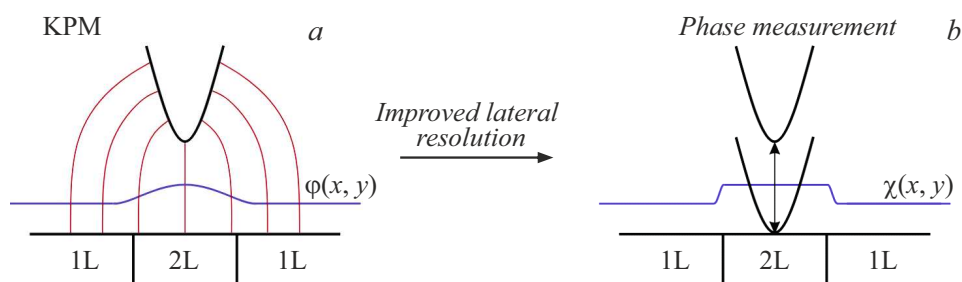 KPM
a
Improved lateral
resolution
φ(x, y)
1L
2L
1L
Phase measurement
b
χ(x, y)
1L
2L
1L